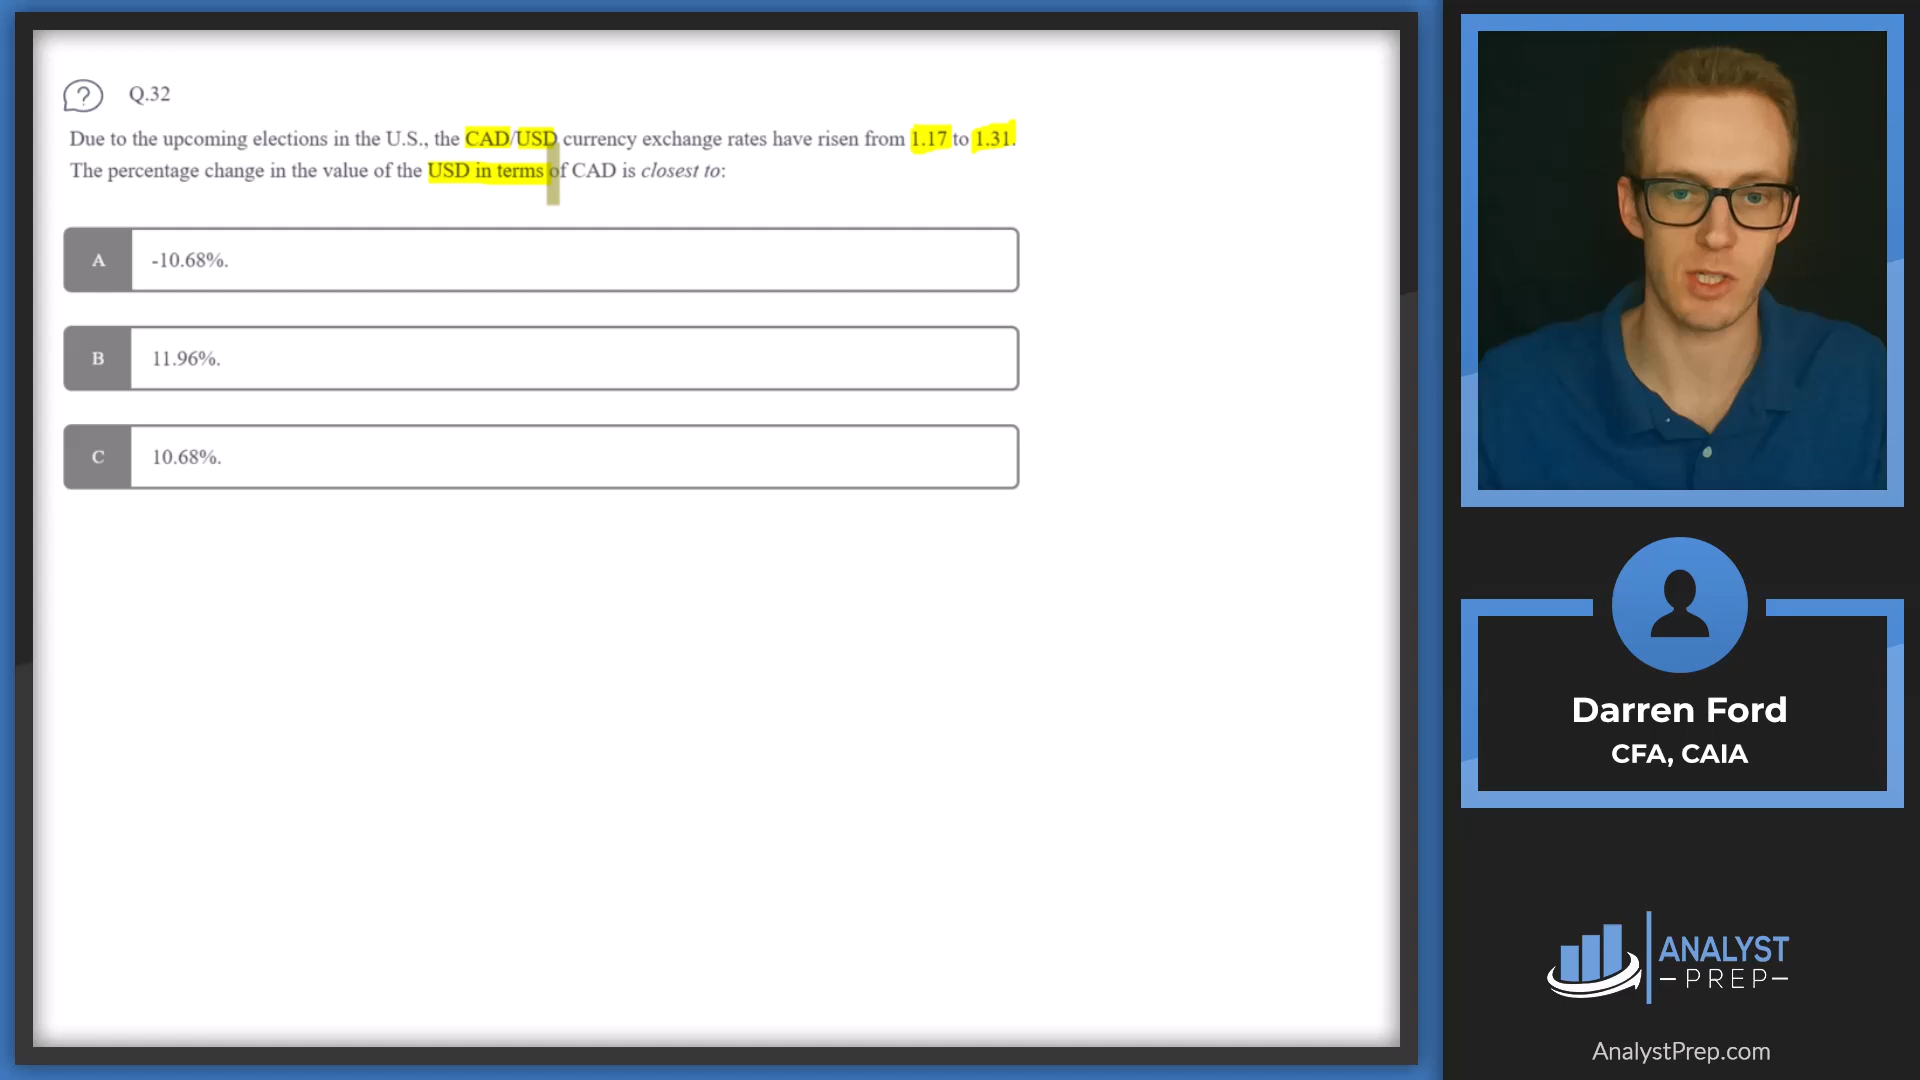 ?
Q.32
Due to the upcoming elections in the U.S., the CAD/USD currency exchange rates have risen from 1.17 to 1.31.
The percentage change in the value of the USD in terms of CAD is closest to:
A
-10.68%.
B
11.96%.
C
10.68%.
Darren Ford
CFA, CAIA
ANALYST
–PREP–
AnalystPrep.com